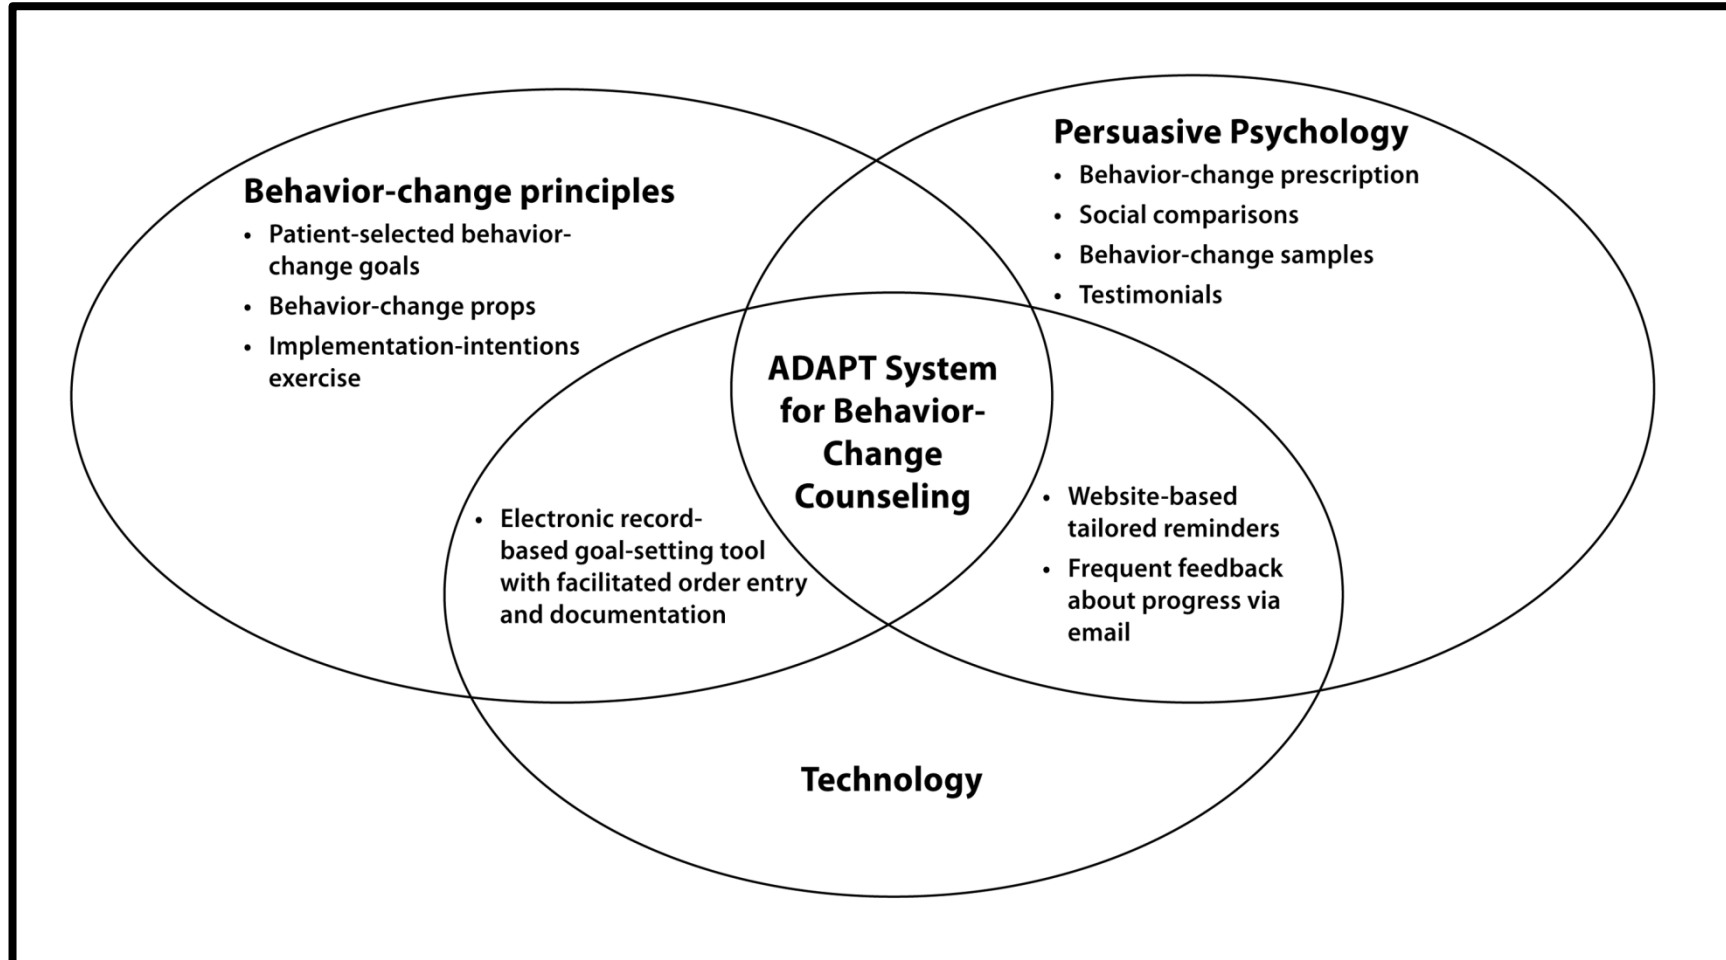 Behavior-change principles
• Patient-selected behavior-
change goals
• Behavior-change props
• Implementation-intentions
exercise
Persuasive Psychology
• Behavior-change prescription
• Social comparisons
• Behavior-change samples
• Testimonials
ADAPT System
for Behavior-
Change
Counseling
• Electronic record-
based goal-setting tool
with facilitated order entry
and documentation
• Website-based
tailored reminders
• Frequent feedback
about progress via
email
Technology